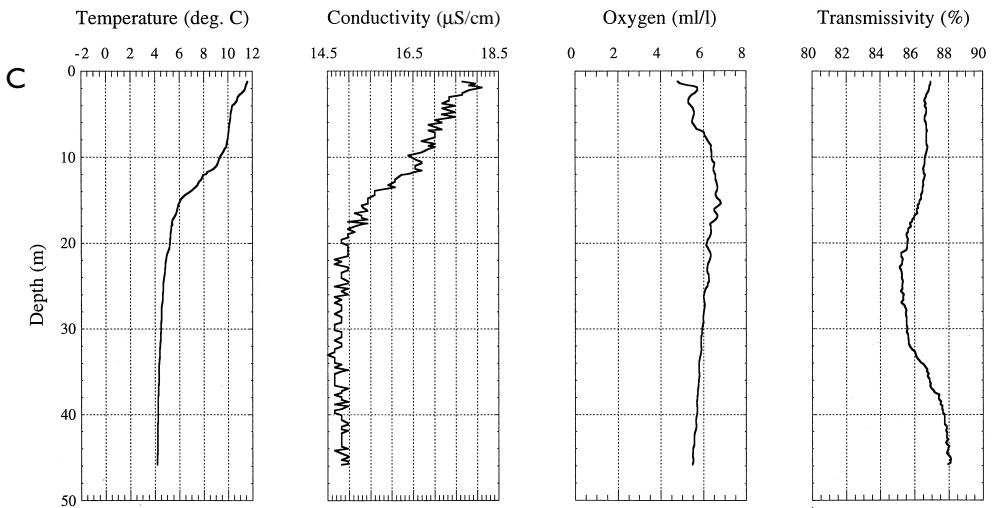 Temperature (deg. C) Conductivity (μS/cm) Oxygen (ml/l) Transmissivity (%)
-2 0 2 4 6 8 10 12 14.5 16.5 18.5 0 2 4 6 8 80 82 84 86 88 90
C
0
10
20
30
40
50
Depth (m)